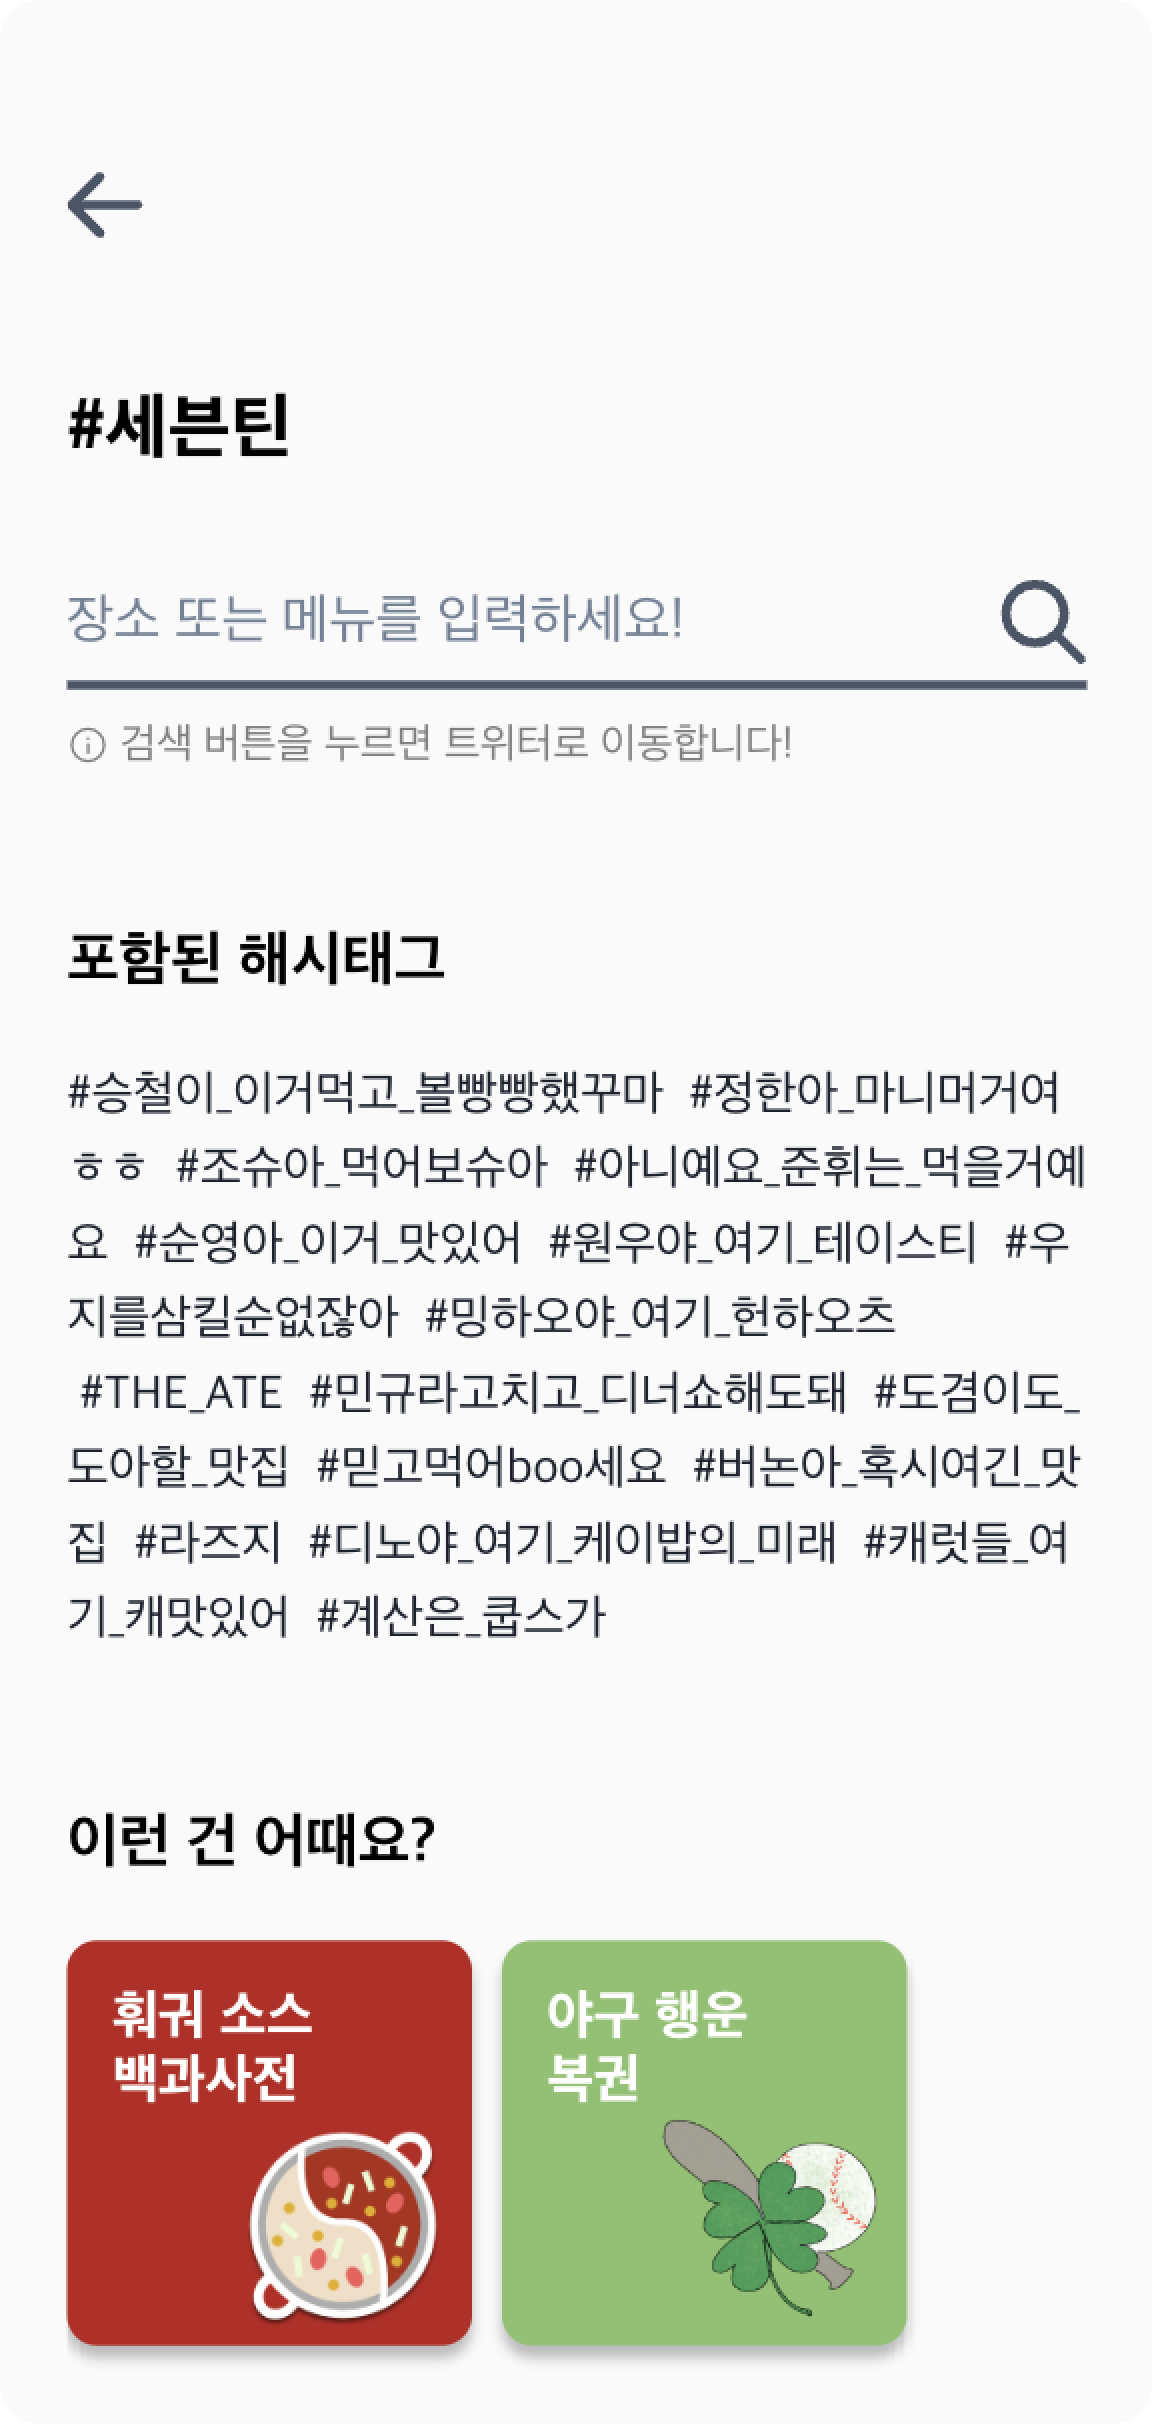 #세븐틴
장소 또는 메뉴를 입력하세요!
검색 버튼을 누르면 트위터로 이동합니다!
포함된 해시태그
#승철이_이거먹고_볼빵빵했꾸마 #정한아_마니머거여
ㅎㅎ #조슈아_먹어보슈아 #아니예요_준휘는_먹을거예
요 #순영아_이거_맛있어 #원우야_여기_테이스티 #우
지를삼킬순없잖아 #밍하오야_여기_헌하오츠
#THE_ATE #민규라고치고_디너쇼해도돼 #도겸이도_
도아할_맛집 #믿고먹어boo세요 #버논아_혹시여긴_맛
집 #라즈지 #디노야_여기_케이밥의_미래 #캐럿들_여
기_캐맛있어 #계산은_쿱스가
이런 건 어때요?
훠궈 소스
백과사전
야구 행운
복권